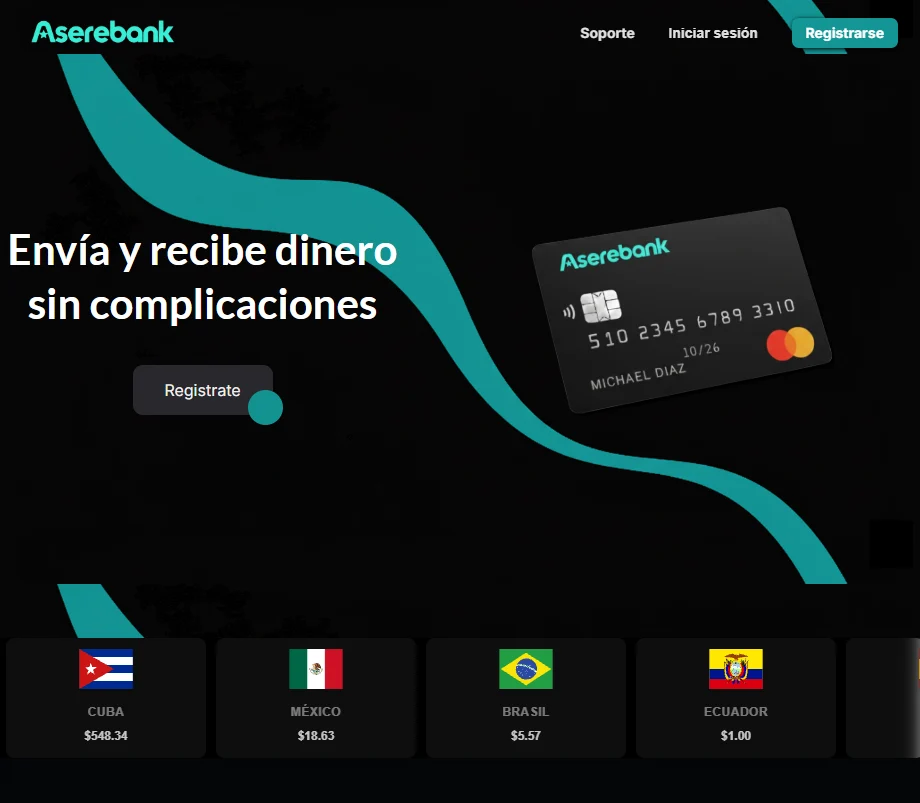 Aserebank
Soporte
Iniciar sesión
Registrarse
Envía y recibe dinero
sin complicaciones
Registrate
Aserebank
510 2345 6789 3310
10/26
MICHAEL DIAZ
CUBA
$548.34
MÉXICO
$18.63
BRASIL
$5.57
ECUADOR
$1.00